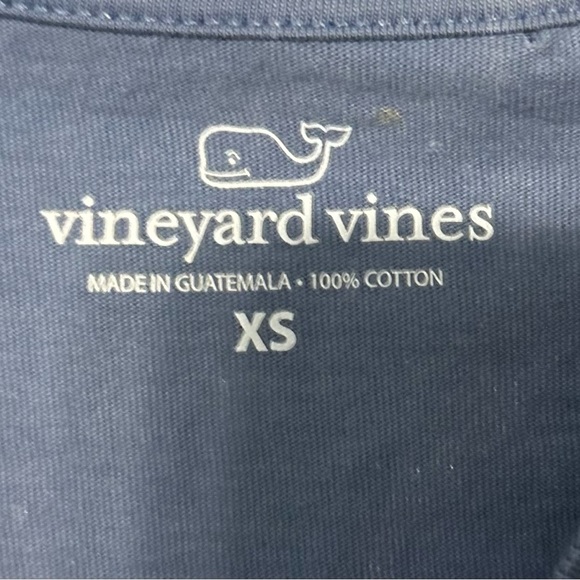 vineyard vines
MADE IN GUATEMALA • 100% COTTON
XS